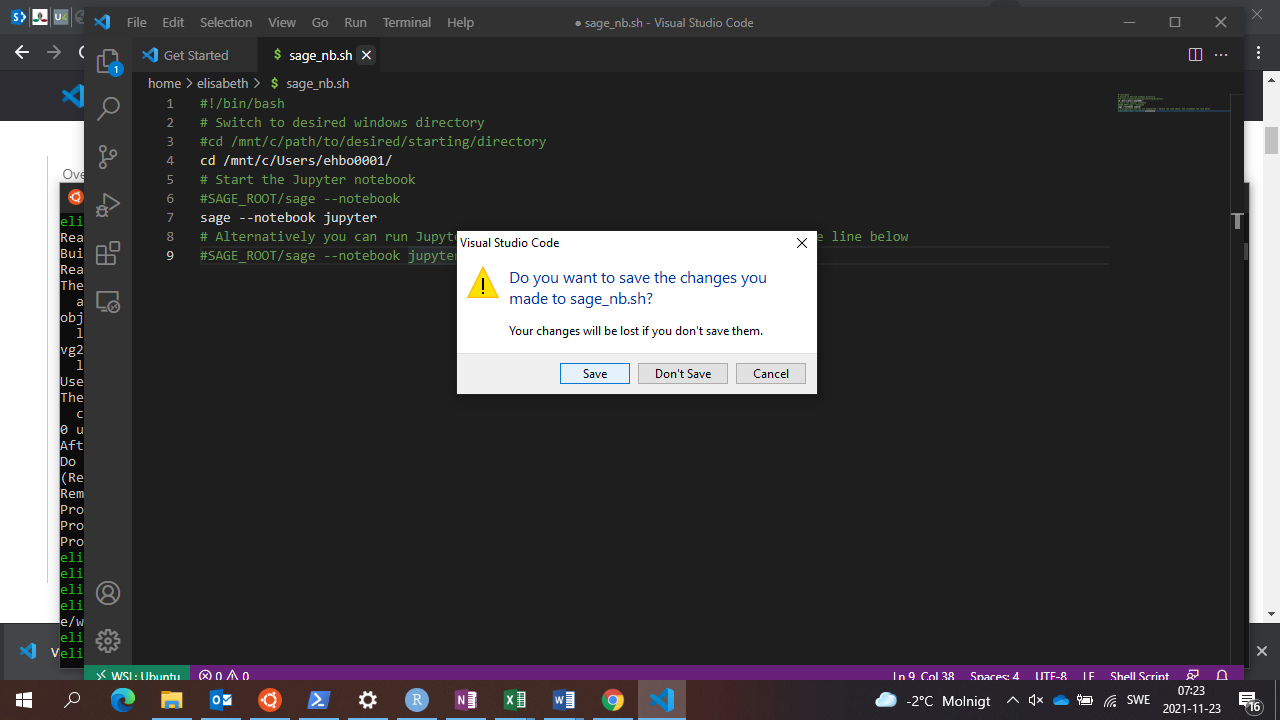 File Edit Selection View Go Run Terminal Help
● sage_nb.sh - Visual Studio Code
Get Started
$ sage_nb.sh
home > elisabeth > $ sage_nb.sh
1 #!/bin/bash
2 # Switch to desired windows directory
3 #cd /mnt/c/path/to/desired/starting/directory
4 cd /mnt/c/Users/ehbo0001/
5 # Start the Jupyter notebook
6 #SAGE_ROOT/sage --notebook
7 sage --notebook jupyter
8 # Alternatively you can run Jupyte line below
9 #SAGE_ROOT/sage --notebook jupyter
Visual Studio Code
Do you want to save the changes you
made to sage_nb.sh?
Your changes will be lost if you don't save them.
Save Don't Save Cancel
1
Ove
eli
Rea
Bui
Rea
The
a
obj
l
vg2
l
Use
The
c
0 u
Aft
Do
(Re
Rem
Pro
Pro
Pro
eli
eli
eli
eli
e/w
eli
eli
V
WSL: Ubuntu 0 0 Ln 9, Col 38 Spaces: 4 UTF-8 LF Shell Script
-2°C Molnigt SWE
07:23
2021-11-23
16